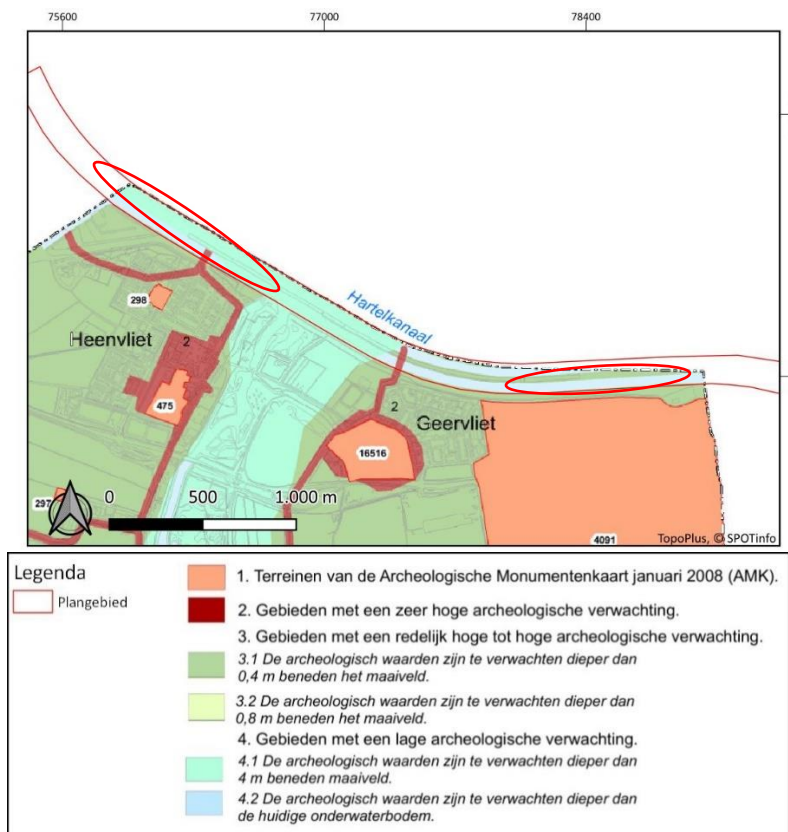 75600 77000 78400
Hartelkanaal
298
Heenvliet
2
475
2
Geervliet
16516
297
0 500 1.000 m
4091
TopoPlus, © SPOTinfo
Legenda
Plangebied
1. Terreinen van de Archeologische Monumentenkaart januari 2008 (AMK).
2. Gebieden met een zeer hoge archeologische verwachting.
3. Gebieden met een redelijk hoge tot hoge archeologische verwachting.
3.1 De archeologisch waarden zijn te verwachten dieper dan
0,4 m beneden het maaiveld.
3.2 De archeologisch waarden zijn te verwachten dieper dan
0,8 m beneden het maaiveld.
4. Gebieden met een lage archeologische verwachting.
4.1 De archeologisch waarden zijn te verwachten dieper dan
4 m beneden maaiveld.
4.2 De archeologisch waarden zijn te verwachten dieper dan
de huidige onderwaterbodem.